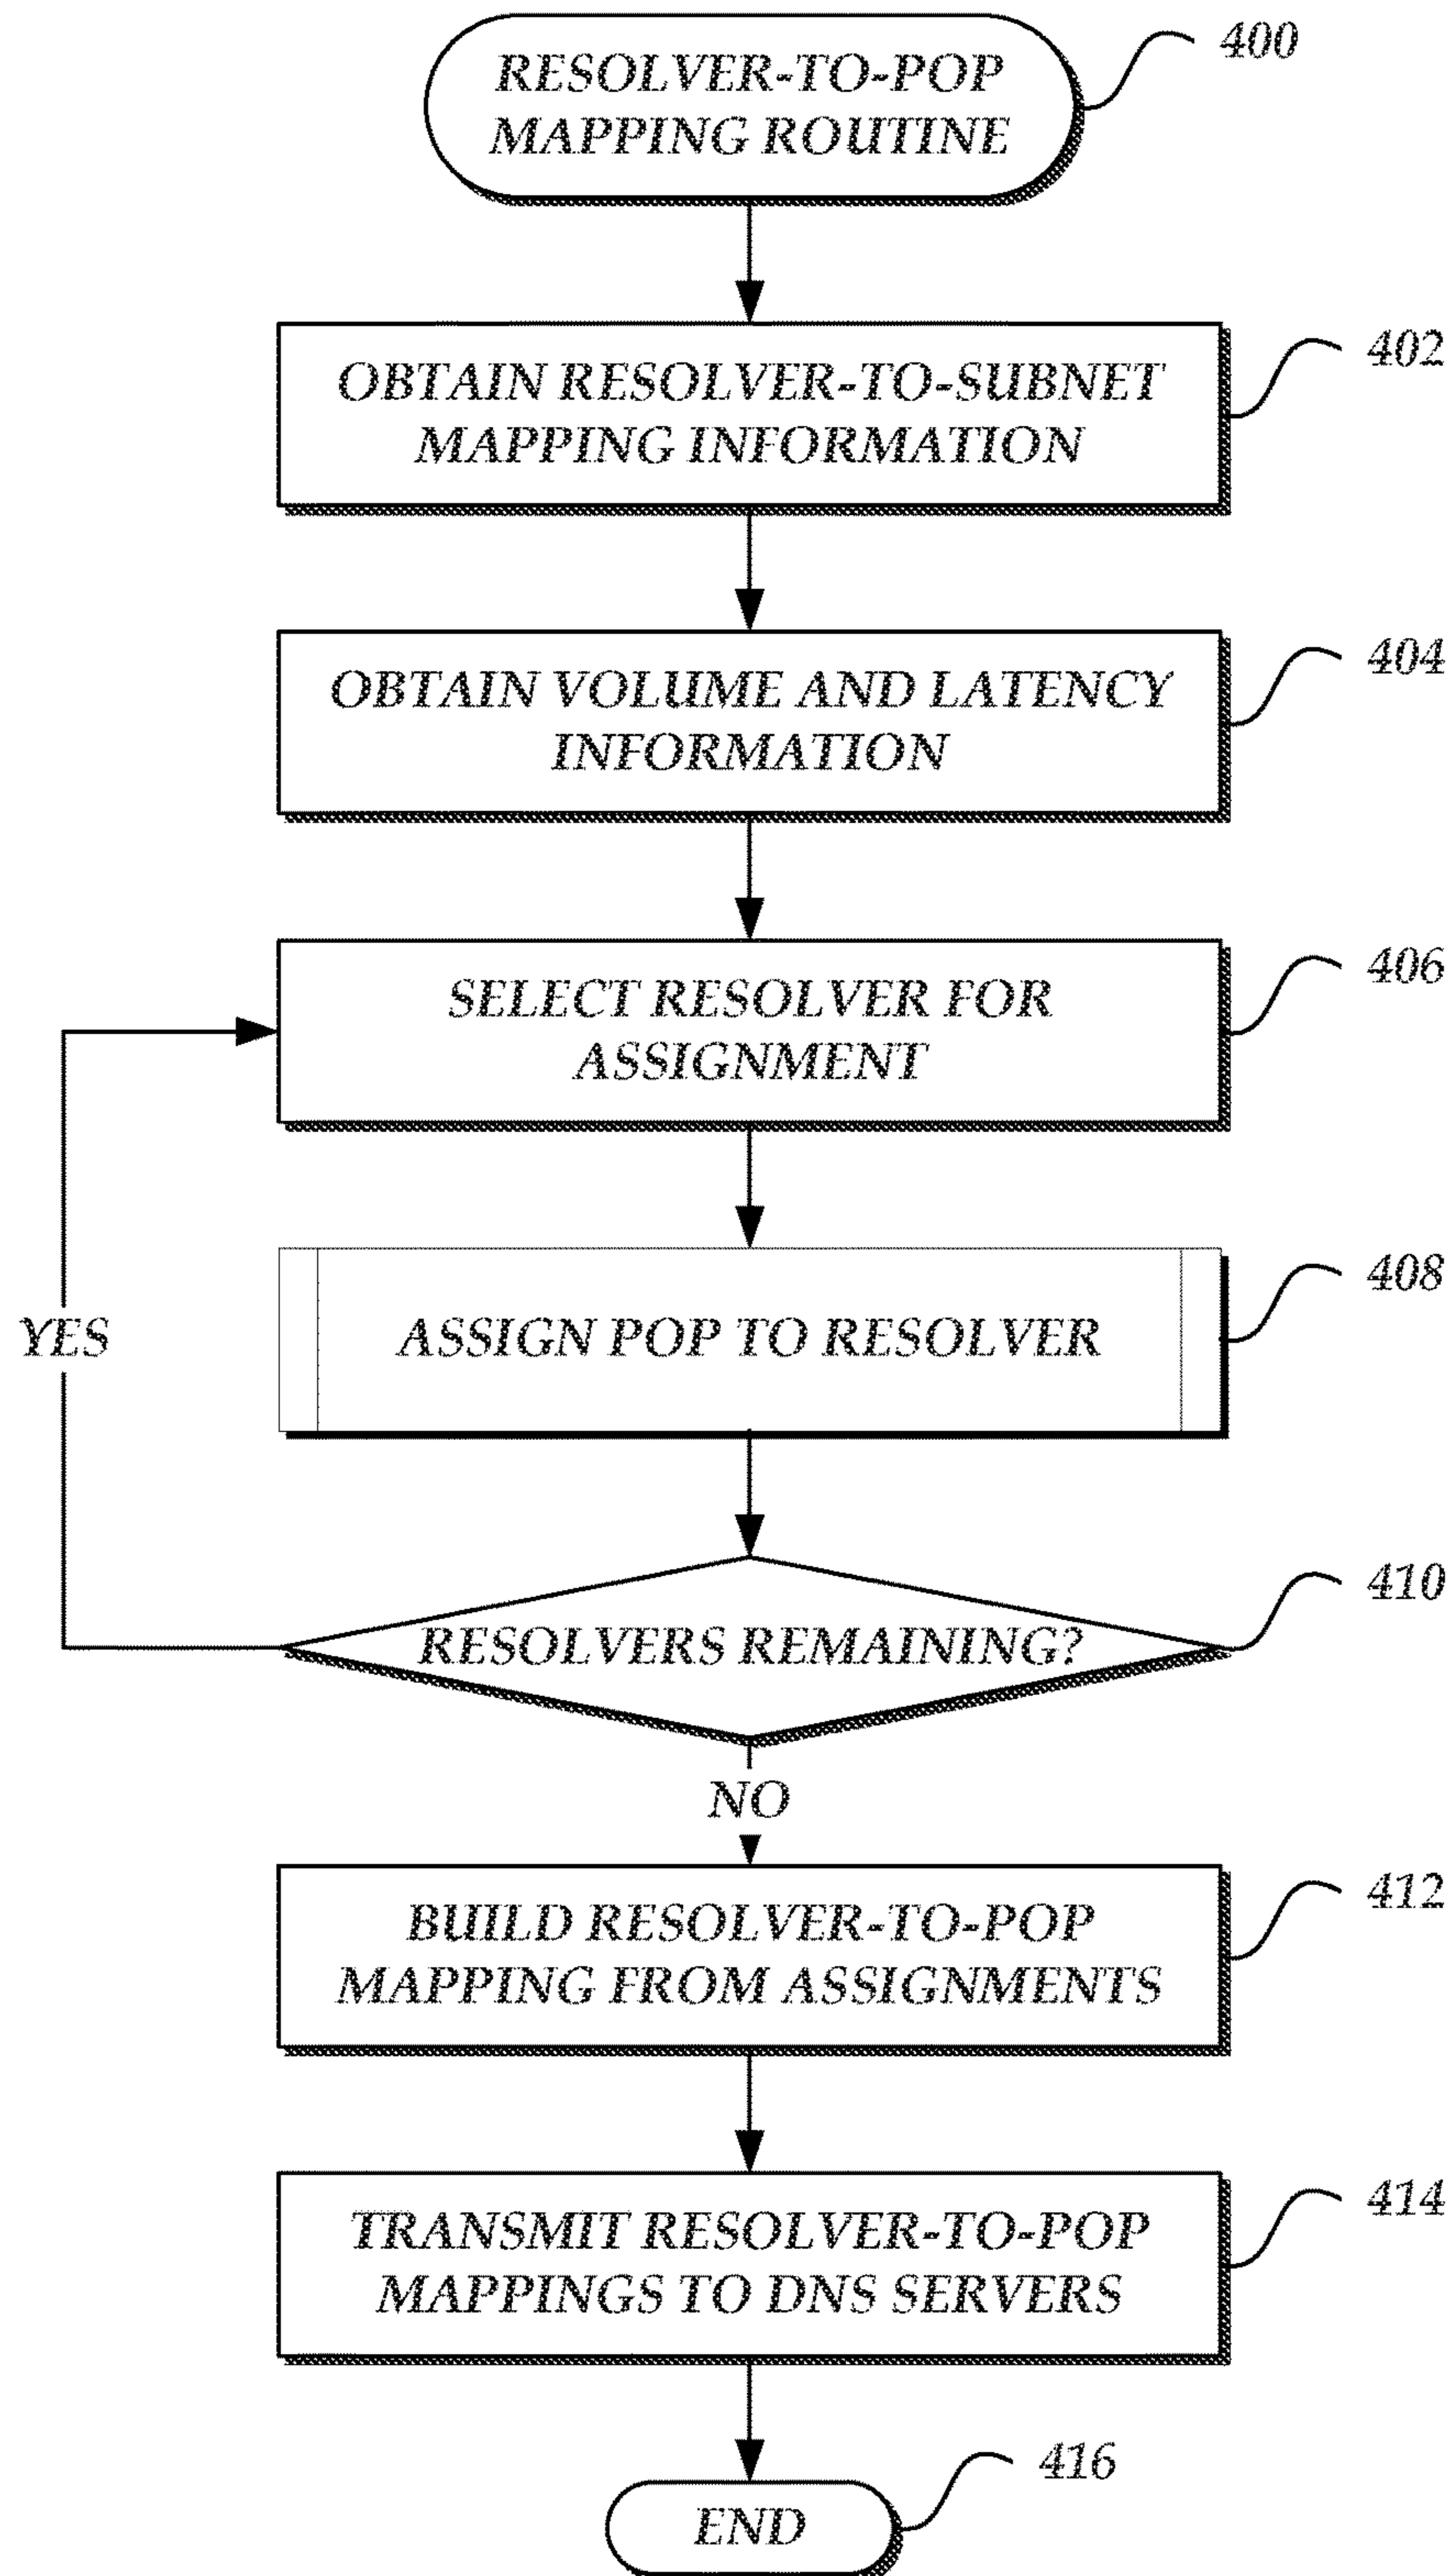 RESOLVER-TO-POP
MAPPING ROUTINE
400
OBTAIN RESOLVER-TO-SUBNET
MAPPING INFORMATION
402
OBTAIN VOLUME AND LATENCY
INFORMATION
404
SELECT RESOLVER FOR
ASSIGNMENT
406
ASSIGN POP TO RESOLVER
408
YES
RESOLVERS REMAINING?
410
NO
BUILD RESOLVER-TO-POP
MAPPING FROM ASSIGNMENTS
412
TRANSMIT RESOLVER-TO-POP
MAPPINGS TO DNS SERVERS
414
END
416